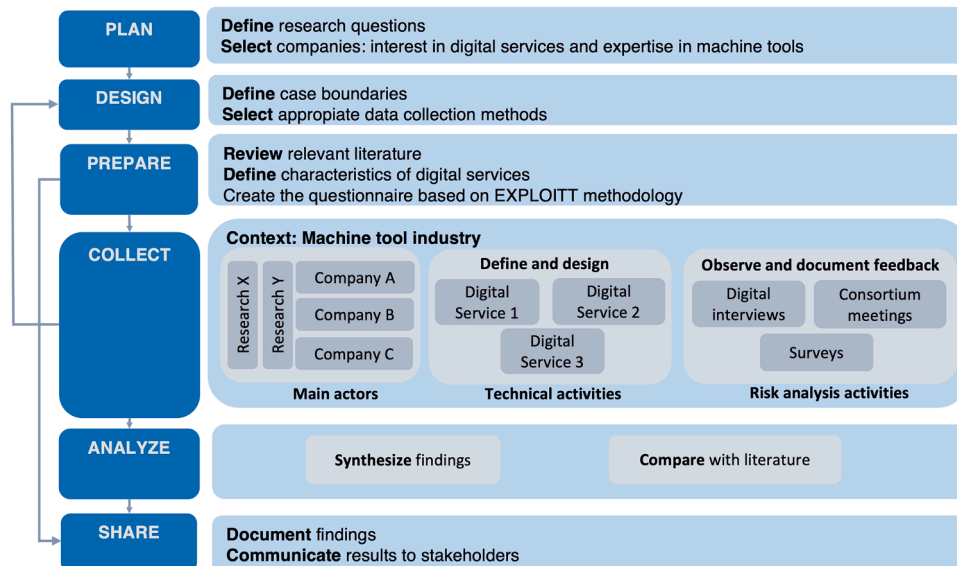 PLAN
Define research questions
Select companies: interest in digital services and expertise in machine tools
DESIGN
Define case boundaries
Select appropiate data collection methods
PREPARE
Review relevant literature
Define characteristics of digital services
Create the questionnaire based on EXPLOITT methodology
COLLECT
Context: Machine tool industry
Research X
Research Y
Company A
Company B
Company C
Main actors
Define and design
Digital
Service 1
Digital
Service 2
Digital
Service 3
Technical activities
Observe and document feedback
Digital
interviews
Consortium
meetings
Surveys
Risk analysis activities
ANALYZE
Synthesize findings
Compare with literature
SHARE
Document findings
Communicate results to stakeholders